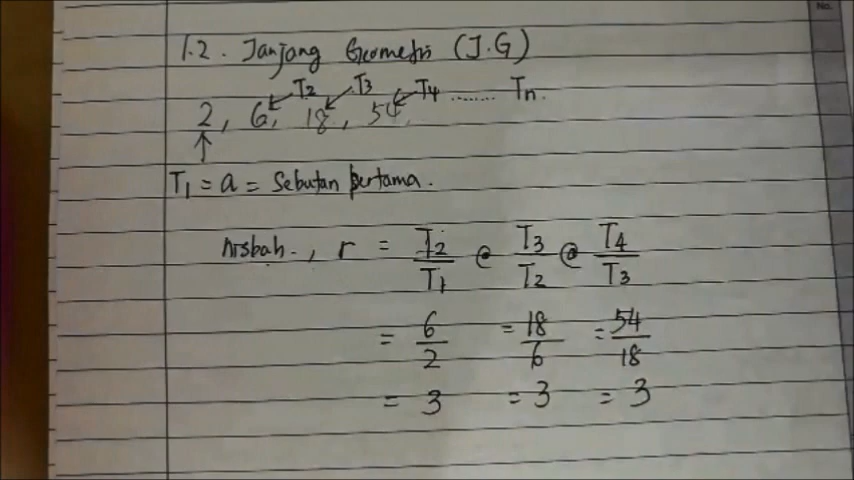 No.
1.2. Janjang Geometri (J.G)
T2 T3 T4
2, 6, 18, 54, ........ Tn.
T1 = a = Sebutan pertama.
nisbah., r = T2/T1 @ T3/T2 @ T4/T3
= 6/2 = 18/6 = 54/18
= 3 = 3 = 3